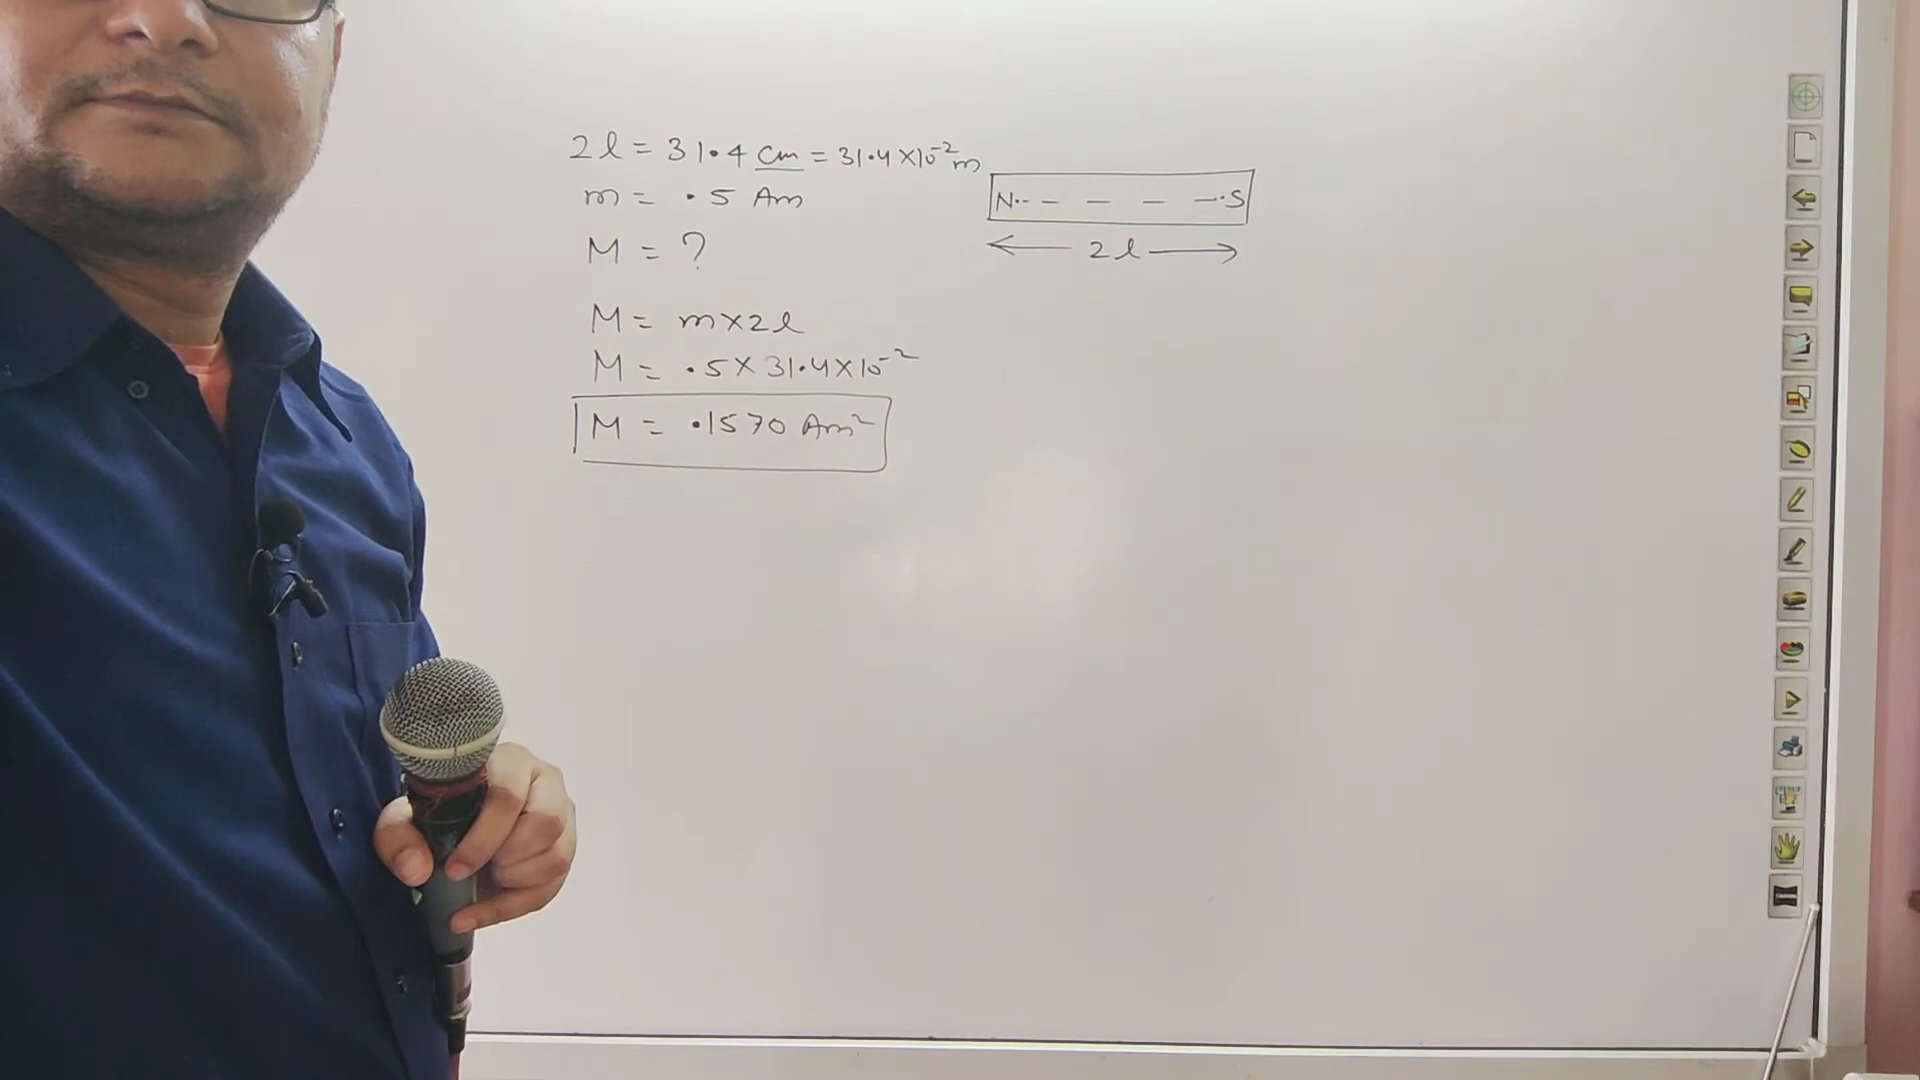 2l = 31.4 cm = 31.4×10⁻² m
m = .5 Am
M = ?
N S
2l
M = m×2l
M = .5×31.4×10⁻²
M = .1570 Am²